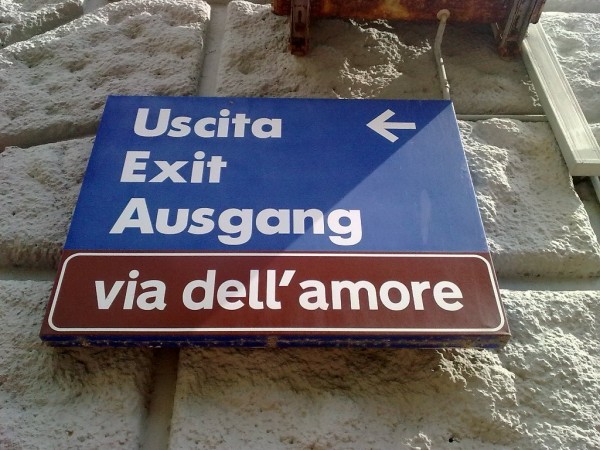 Uscita ←
Exit
Ausgang
via dell'amore